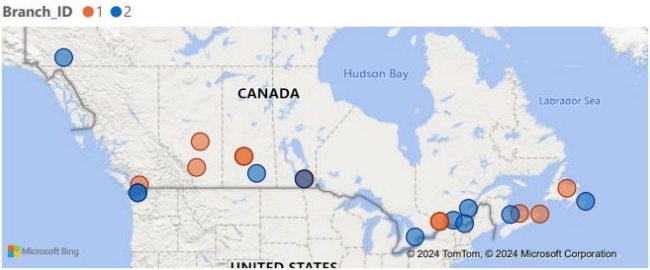 Branch_ID 1 2
Hudson Bay
CANADA
Labrador Sea
Microsoft Bing
© 2024 TomTom, © 2024 Microsoft Corporation
UNITED STATES